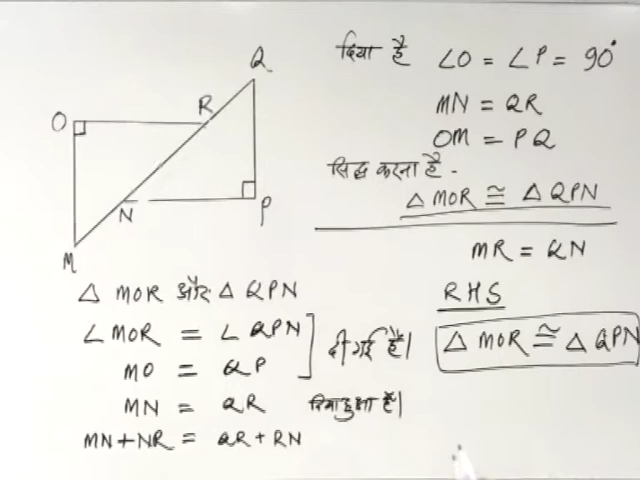 Q
R
O
N
P
M
दिया है ∠O = ∠P = 90°
MN = QR
OM = PQ
सिद्ध करना है -
△ MOR ≅ △ QPN
MR = QN
RHS
△ MOR ≅ △ QPN
△ MOR और △ QPN
∠MOR = ∠QPN
MO = QP
दी गई है।
MN = QR दिया हुआ है।
MN + NR = QR + RN